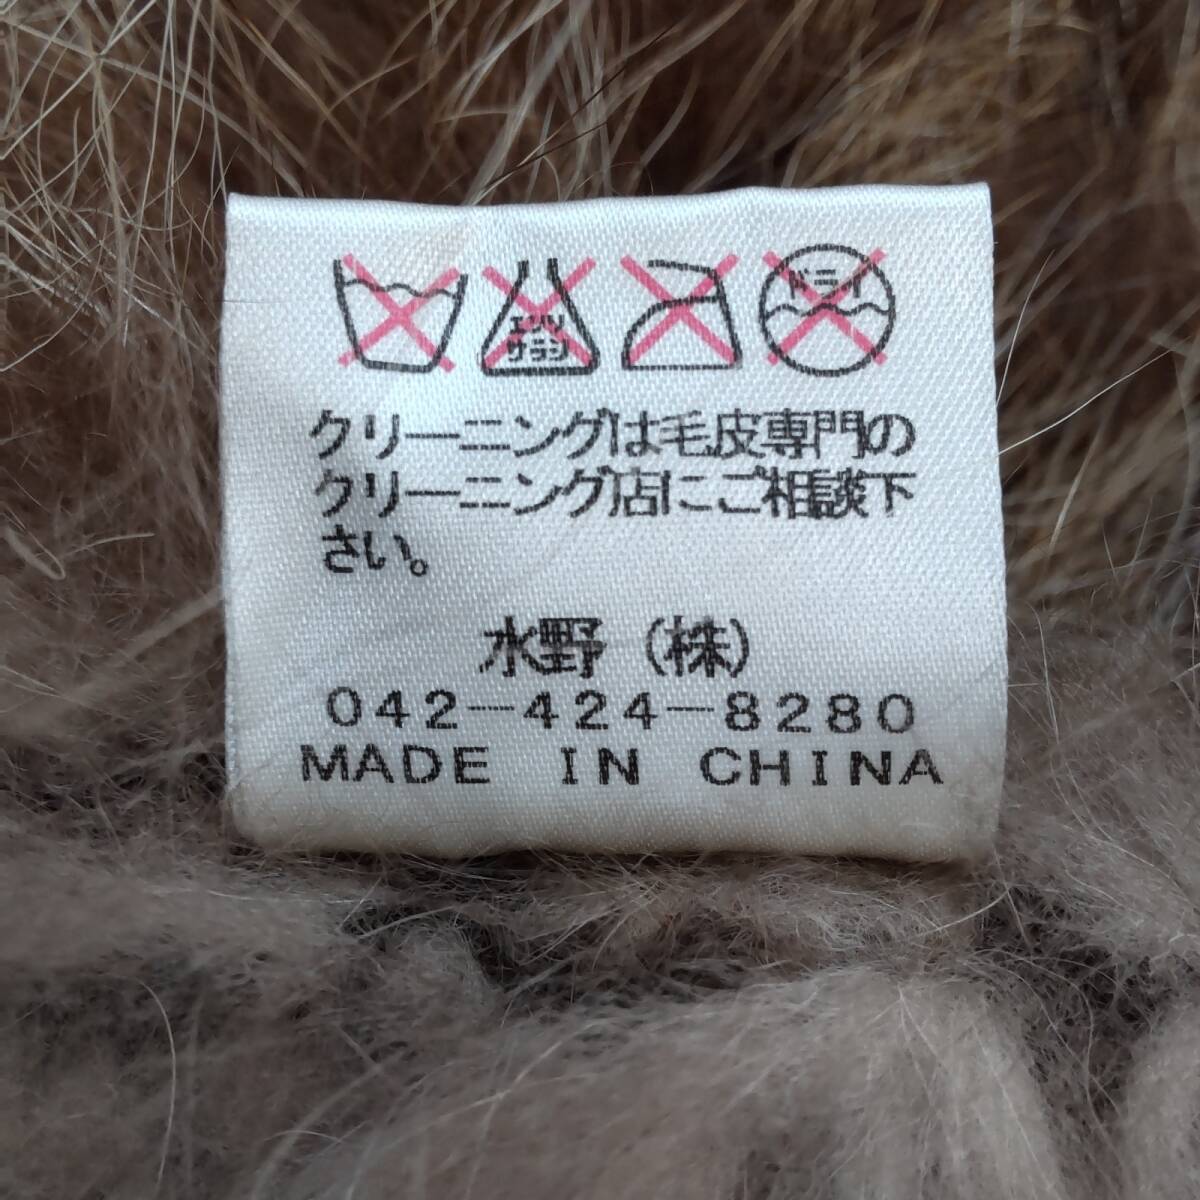 エンソ
サラシ
ドライ
クリーニングは毛皮専門の
クリーニング店にご相談下
さい。
水野（株）
042-424-8280
MADE IN CHINA